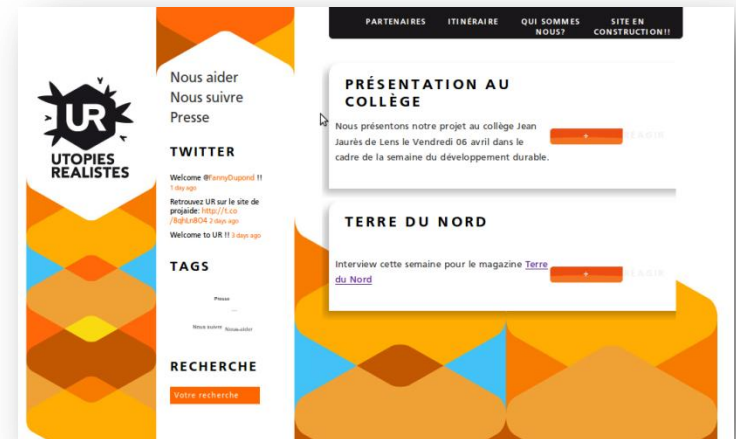 PARTENAIRES ITINÉRAIRE QUI SOMMES NOUS? SITE EN CONSTRUCTION!!
UR
UTOPIES
REALISTES
Nous aider
Nous suivre
Presse
TWITTER
Welcome @FannyDupond !!
1 day ago
Retrouvez UR sur le site de
projaide: http://t.co
/BqhLnBO4 2 days ago
Welcome to UR !! 3 days ago
TAGS
Presse
Nous suivre Nous aider
RECHERCHE
Votre recherche
PRÉSENTATION AU
COLLÈGE
Nous présentons notre projet au collège Jean
Jaurès de Lens le Vendredi 06 avril dans le
cadre de la semaine du développement durable.
+
TERRE DU NORD
Interview cette semaine pour le magazine Terre
du Nord
+